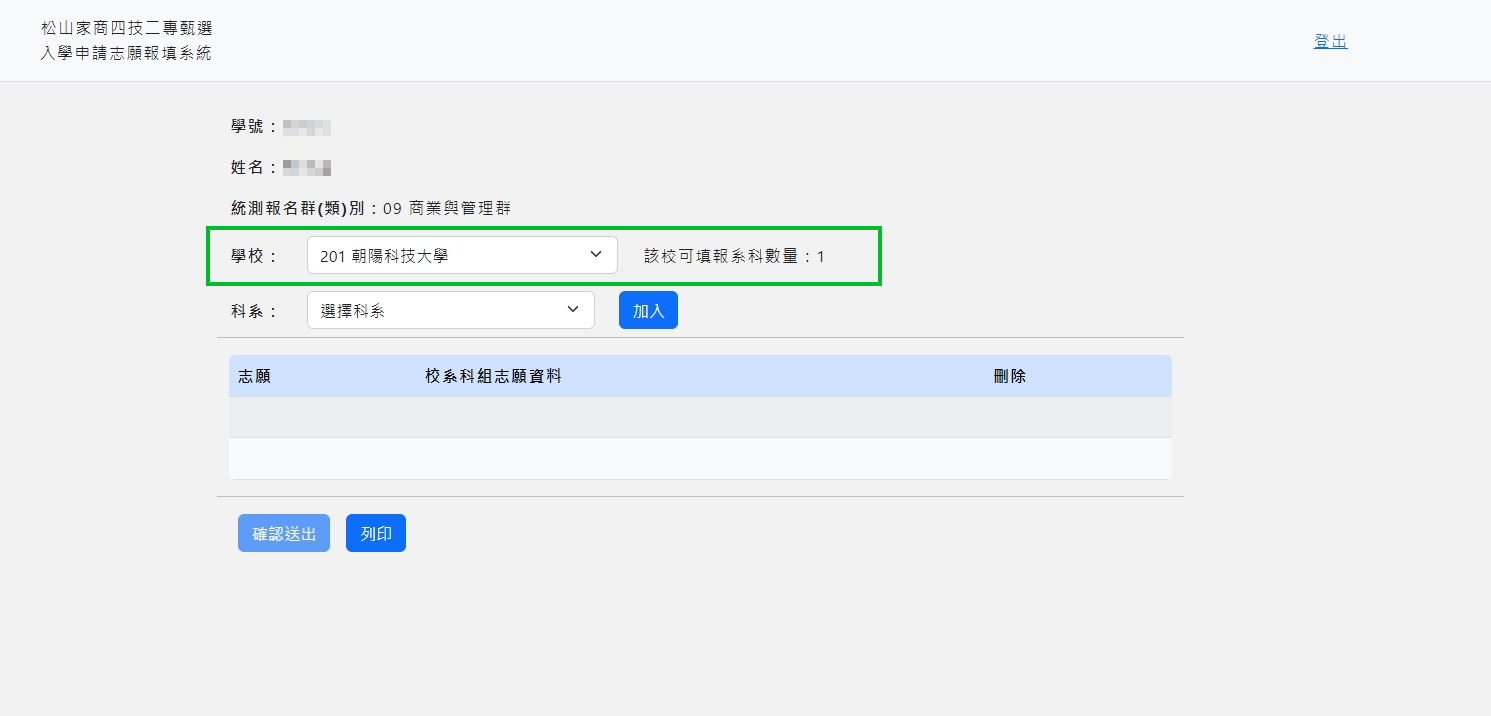 松山家商四技二專甄選
入學申請志願報填系統
登出
學號：
姓名：
統測報名群(類)別：09 商業與管理群
學校： 201 朝陽科技大學 該校可填報系科數量：1
科系： 選擇科系 加入
志願 校系科組志願資料 刪除
確認送出 列印